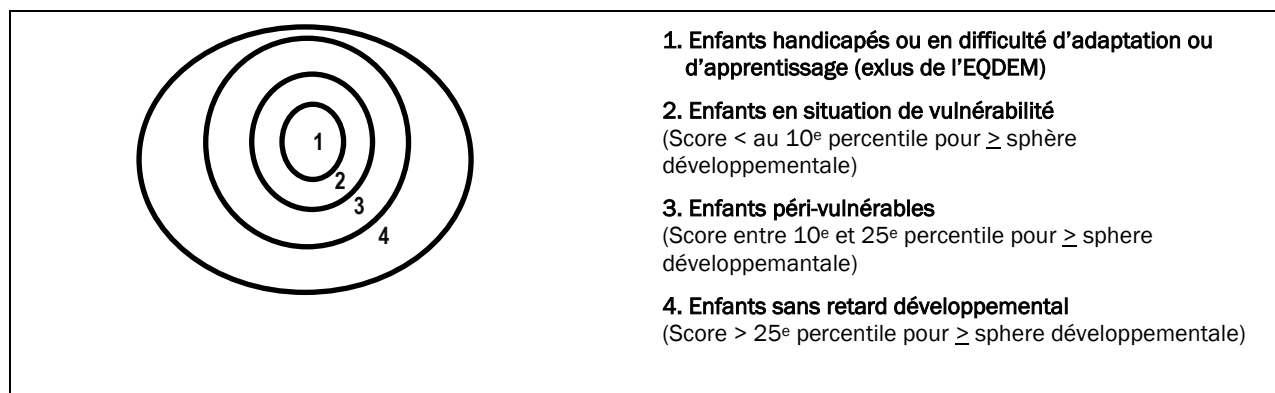 1
2
3
4
1. Enfants handicapés ou en difficulté d'adaptation ou
d'apprentissage (exlus de l'EQDEM)
2. Enfants en situation de vulnérabilité
(Score < au 10e percentile pour ≥ sphère
développementale)
3. Enfants péri-vulnérables
(Score entre 10e et 25e percentile pour ≥ sphere
développemantale)
4. Enfants sans retard développemental
(Score > 25e percentile pour ≥ sphere développementale)